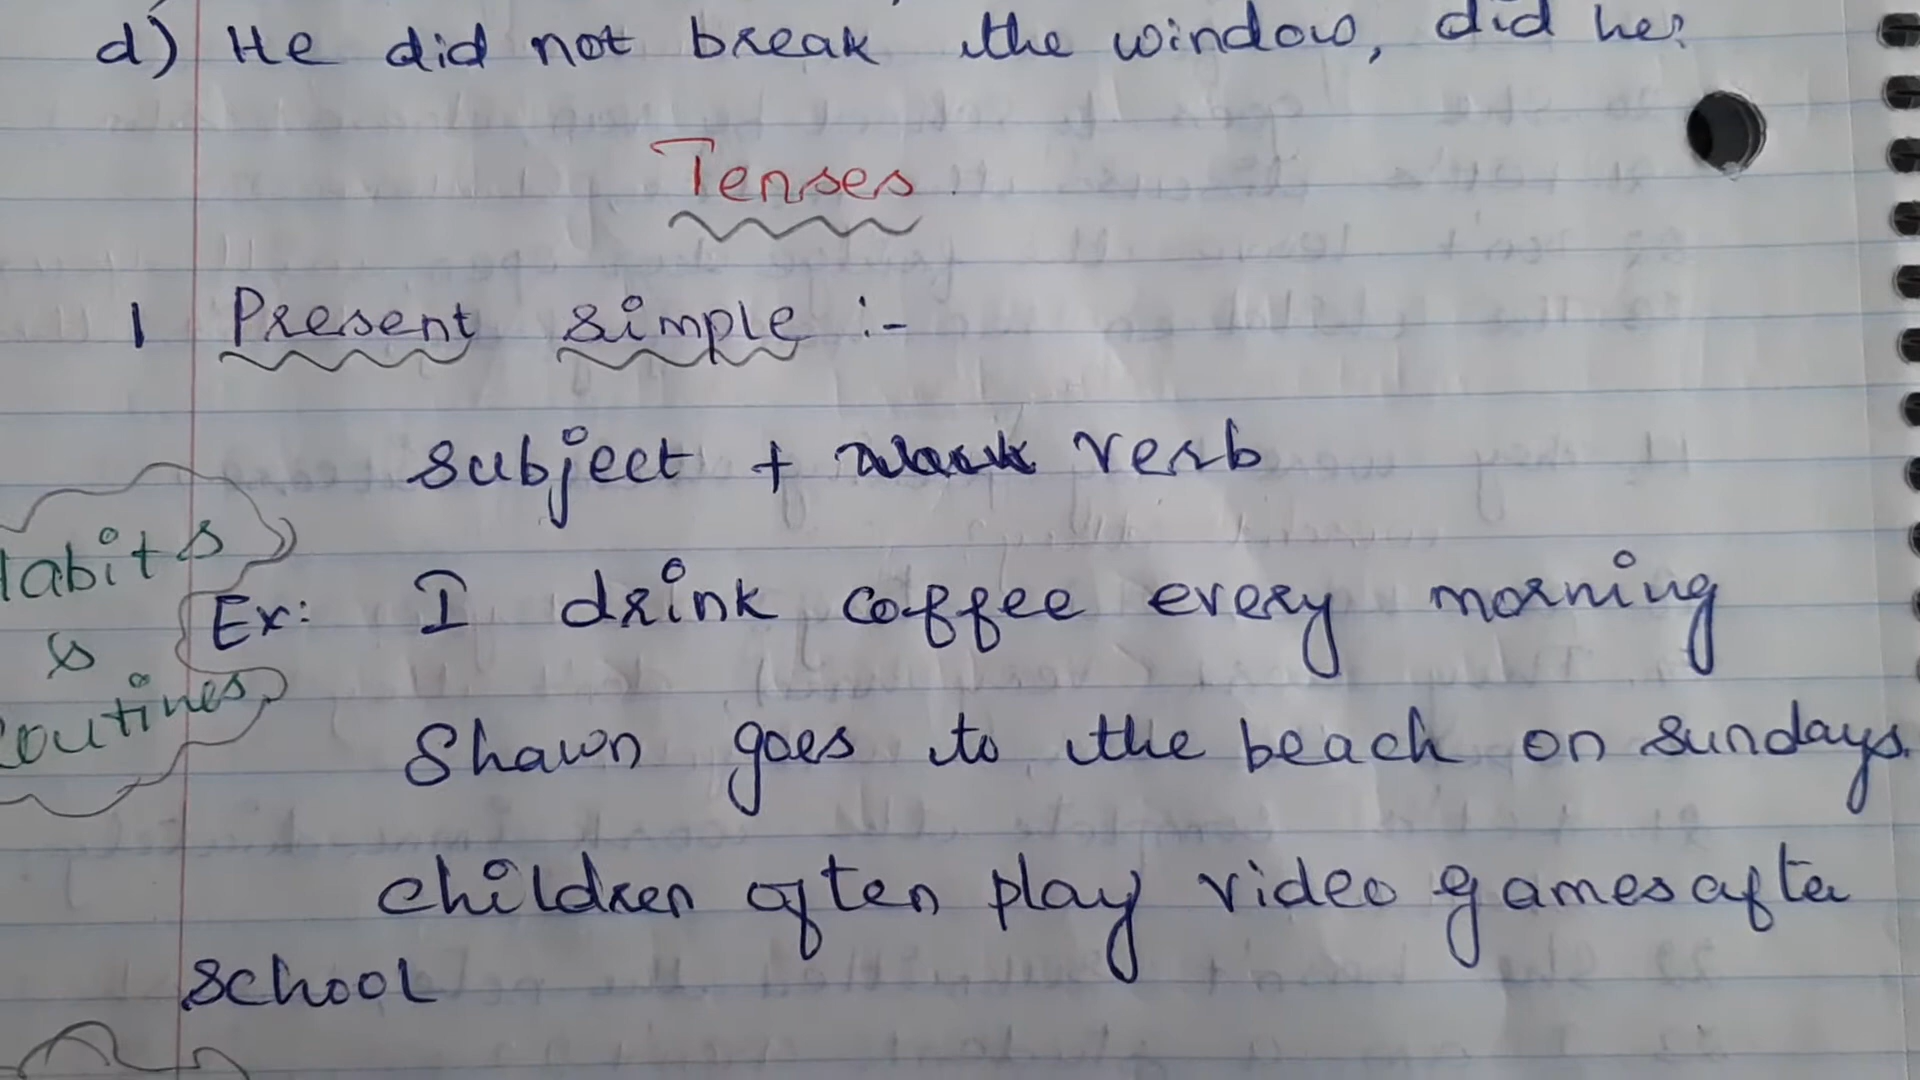 d) He did not break the window, did he?
Tenses
1 Present simple :-
subject + verb
Habits
&
Routines
Ex: I drink coffee every morning
Shawn goes to the beach on sundays.
children often play video games after
school